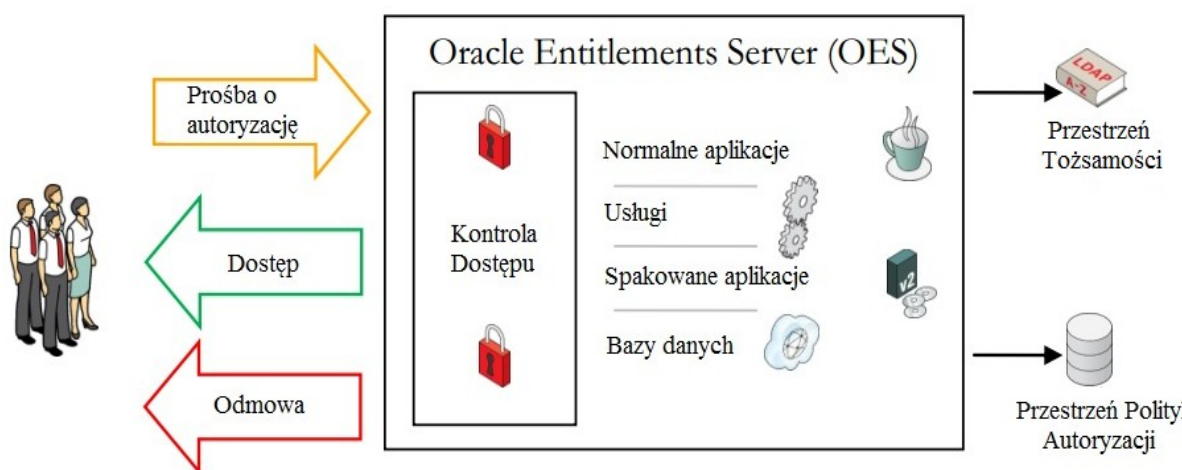 Oracle Entitlements Server (OES)
Prośba o
autoryzację
Dostęp
Odmowa
Kontrola
Dostępu
Normalne aplikacje
Usługi
Spakowane aplikacje
Bazy danych
v2
LDAP
A-Z
Przestrzeń
Tożsamości
Przestrzeń
Autoryzacji